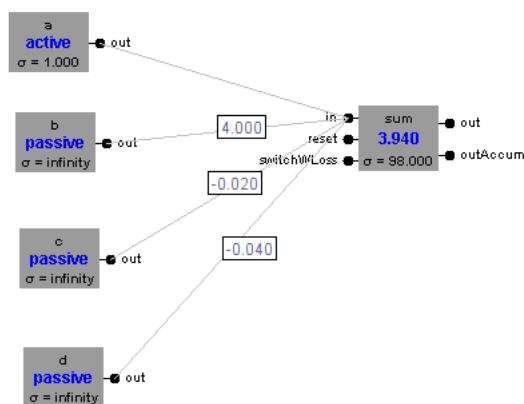 a
active
σ = 1.000
out
b
passive
σ = infinity
out
4.000
in
reset
switchWLoss
sum
3.940
σ = 98.000
out
outAccum
-0.020
c
passive
σ = infinity
out
-0.040
d
passive
σ = infinity
out